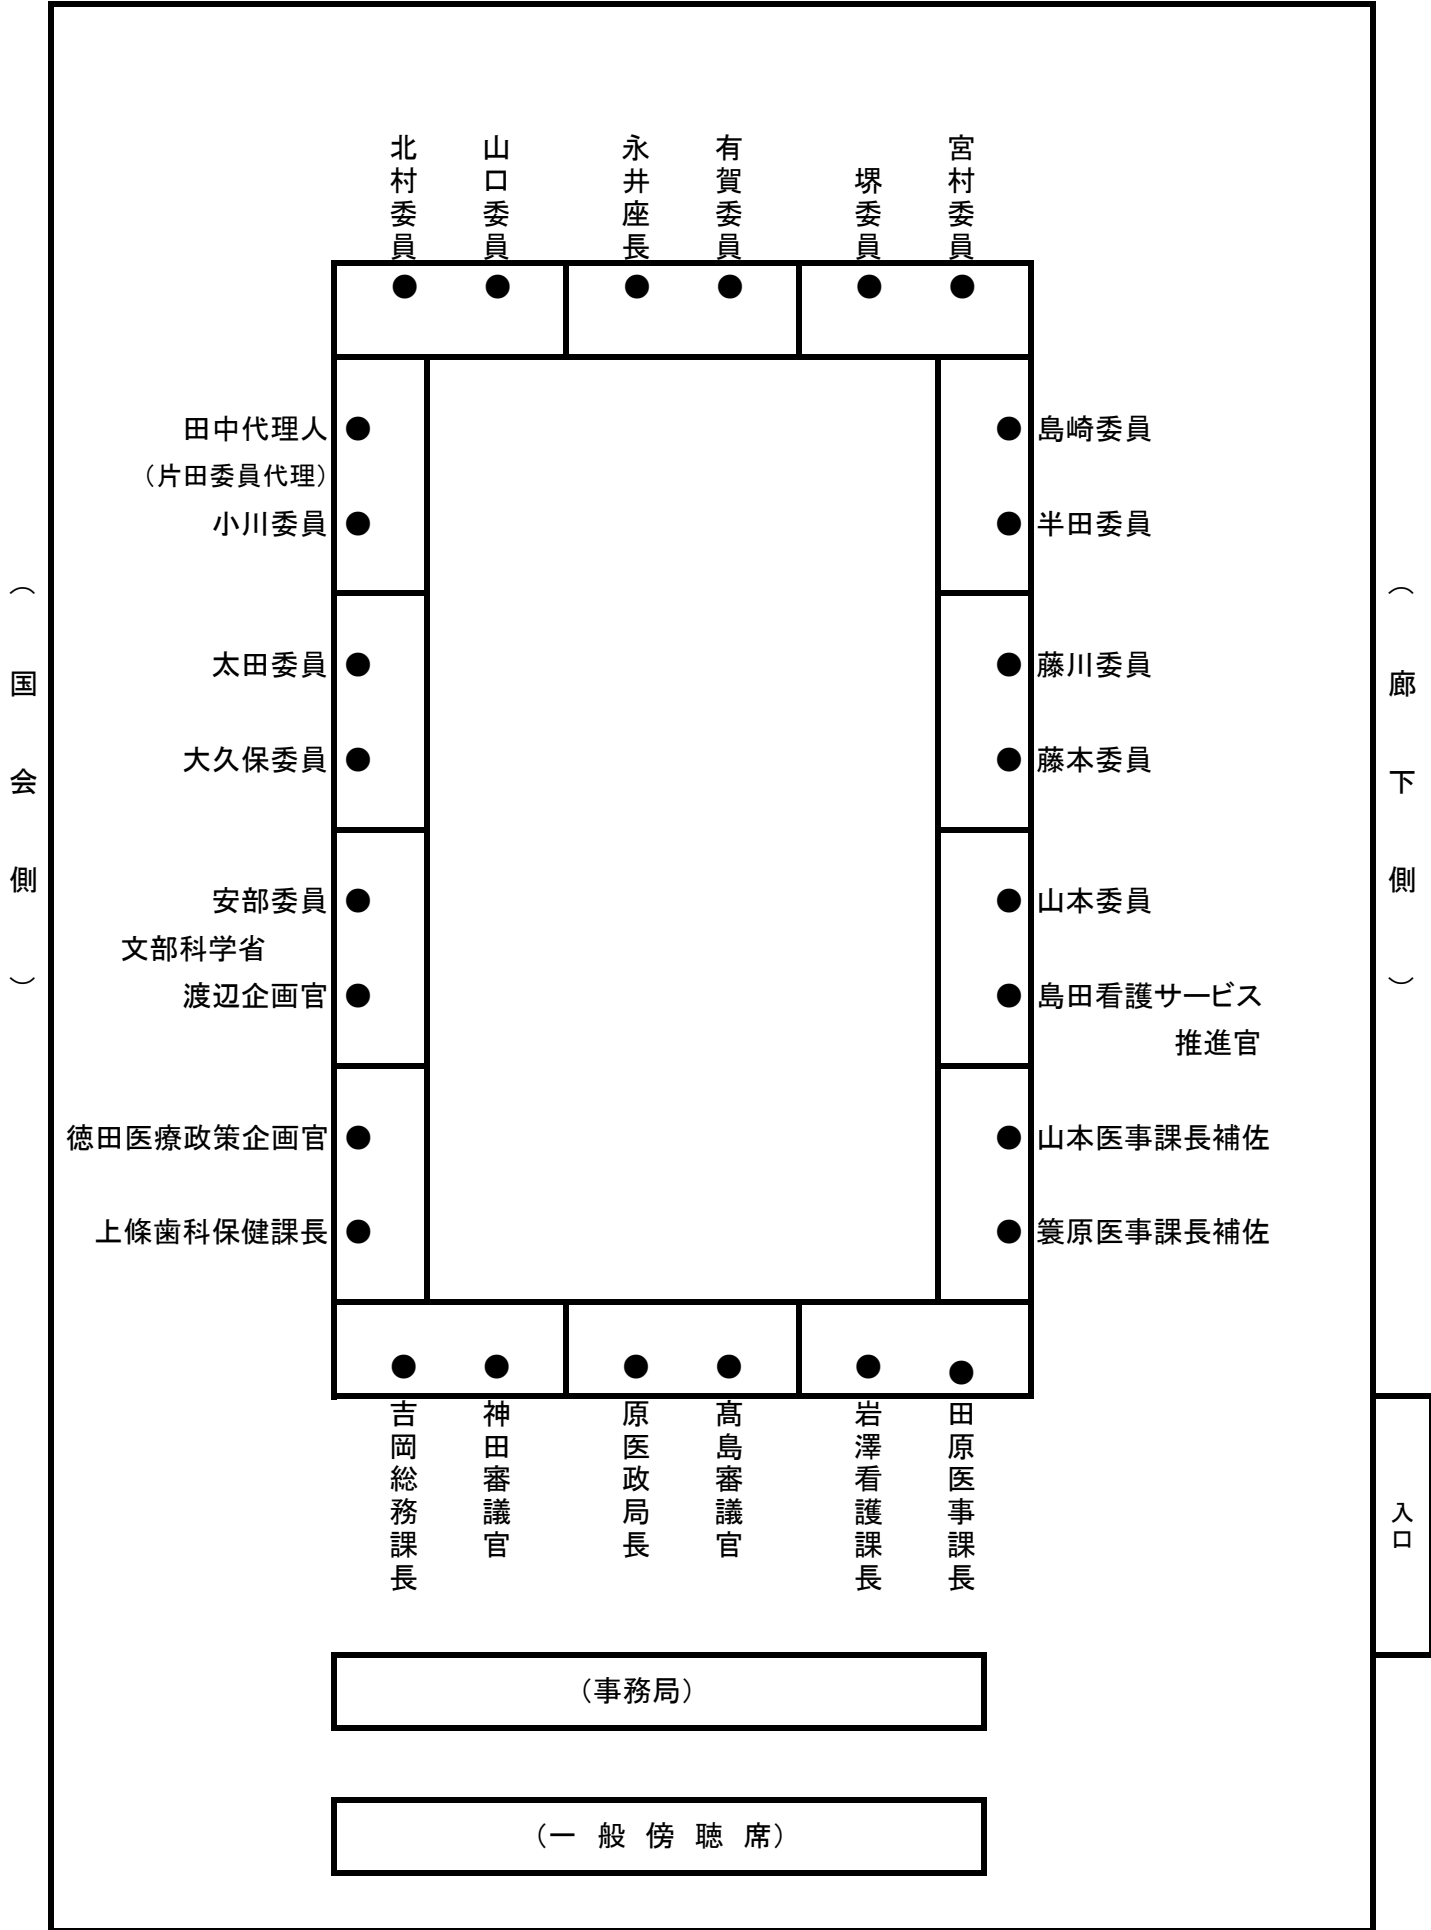 北村委員
山口委員
永井座長
有賀委員
堺委員
宮村委員
田中代理人
（片田委員代理）
小川委員
太田委員
大久保委員
安部委員
文部科学省
渡辺企画官
徳田医療政策企画官
上條歯科保健課長
島崎委員
半田委員
藤川委員
藤本委員
山本委員
島田看護サービス
推進官
山本医事課長補佐
簑原医事課長補佐
（国会側）
（廊下側）
吉岡総務課長
神田審議官
原医政局長
髙島審議官
岩澤看護課長
田原医事課長
入口
（事務局）
（一般傍聴席）